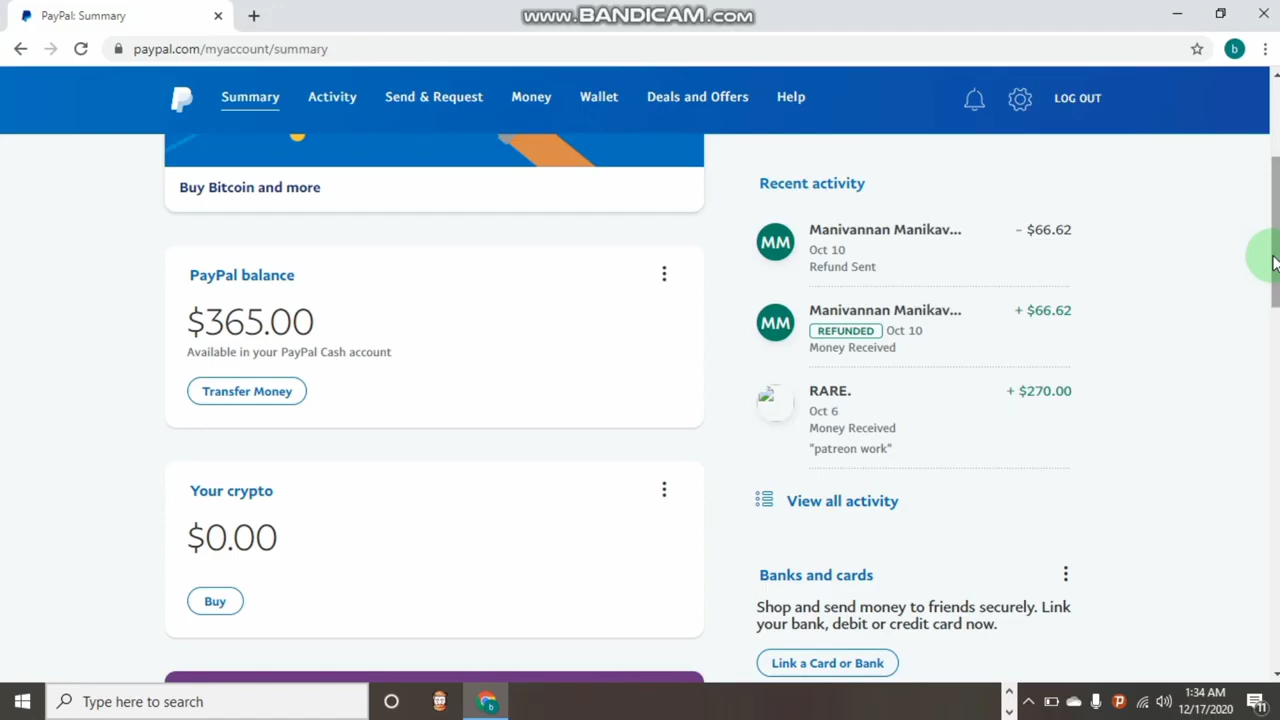 PayPal: Summary
www.BANDICAM.com
paypal.com/myaccount/summary
b
Summary
Activity
Send & Request
Money
Wallet
Deals and Offers
Help
LOG OUT
Buy Bitcoin and more
PayPal balance
$365.00
Available in your PayPal Cash account
Transfer Money
Your crypto
$0.00
Buy
Recent activity
MM
Manivannan Manikav...
- $66.62
Oct 10
Refund Sent
MM
Manivannan Manikav...
+ $66.62
REFUNDED Oct 10
Money Received
RARE.
+ $270.00
Oct 6
Money Received
"patreon work"
View all activity
Banks and cards
Shop and send money to friends securely. Link
your bank, debit or credit card now.
Link a Card or Bank
Type here to search
b
1:34 AM
12/17/2020
11